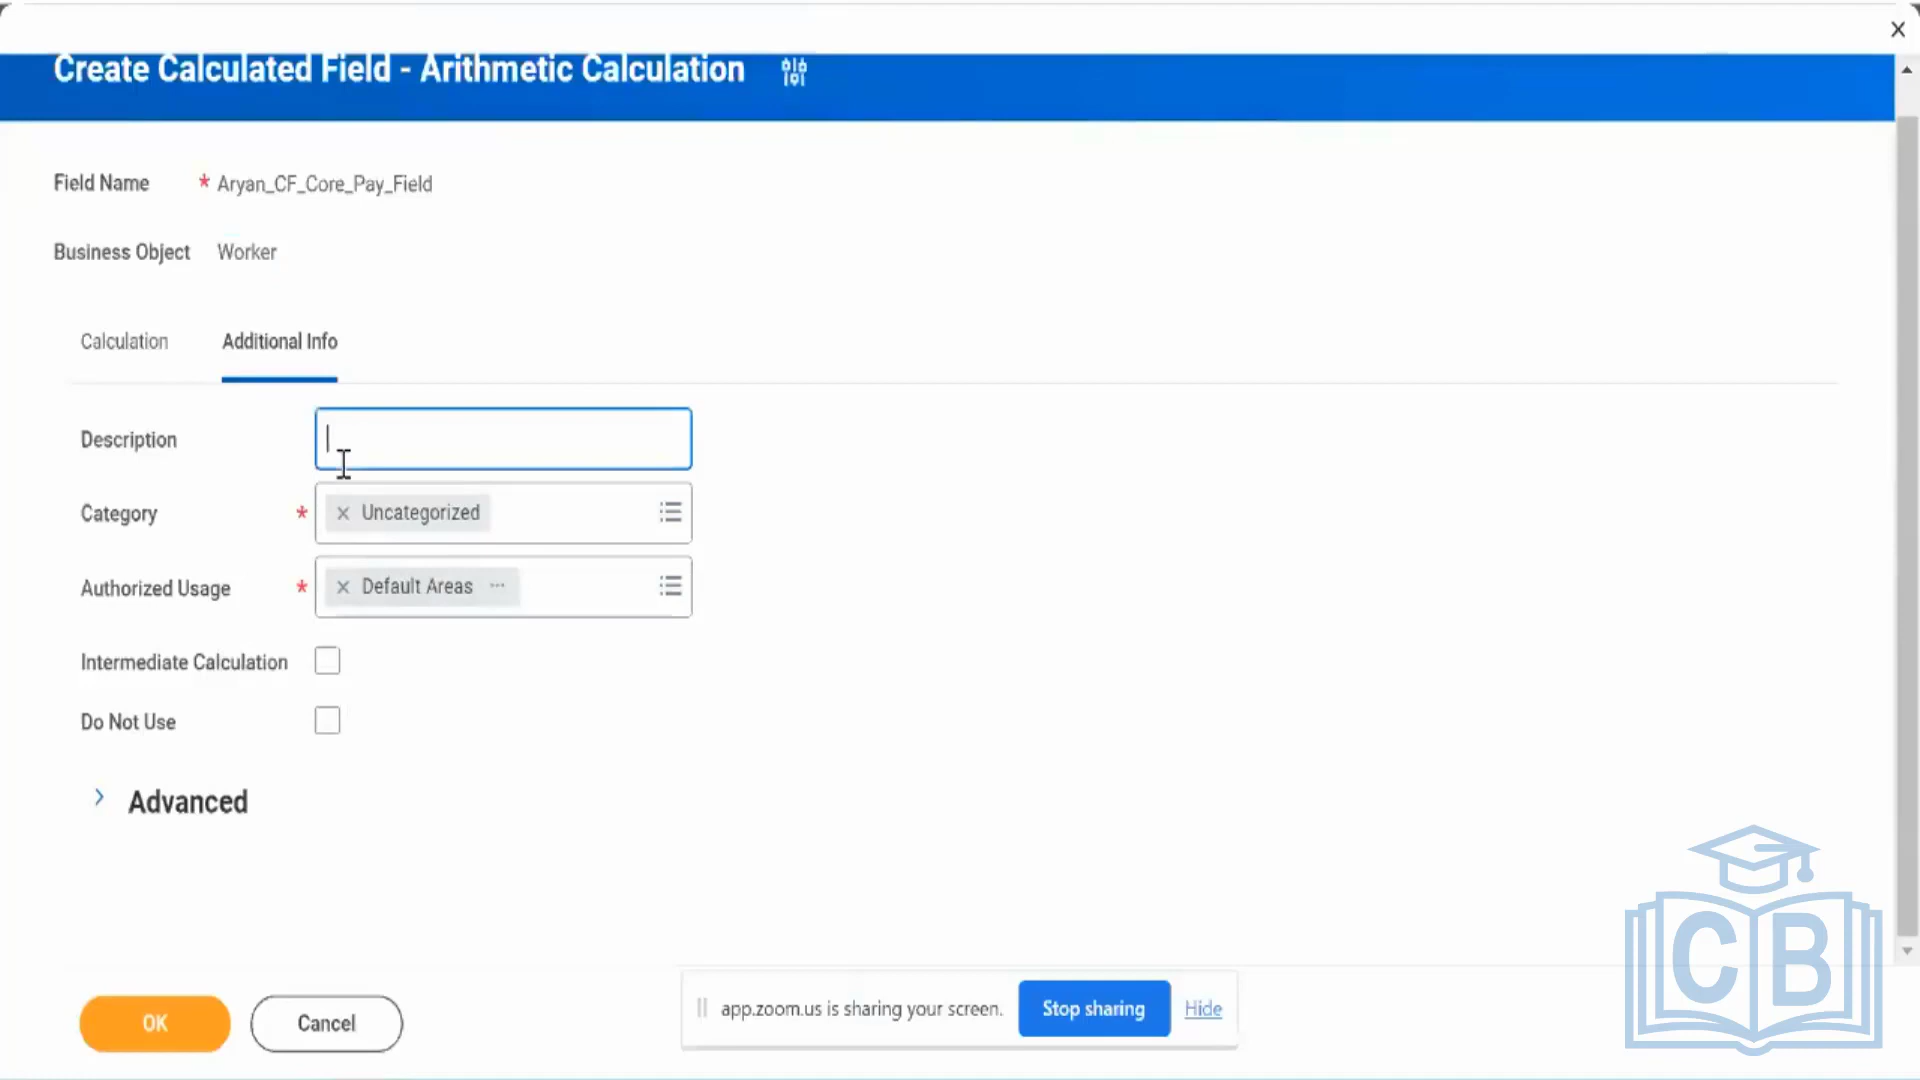 Create Calculated Field - Arithmetic Calculation
Field Name * Aryan_CF_Core_Pay_Field
Business Object Worker
Calculation Additional Info
Description
Category * × Uncategorized
Authorized Usage * × Default Areas ...
Intermediate Calculation
Do Not Use
> Advanced
OK Cancel
app.zoom.us is sharing your screen. Stop sharing Hide
CB